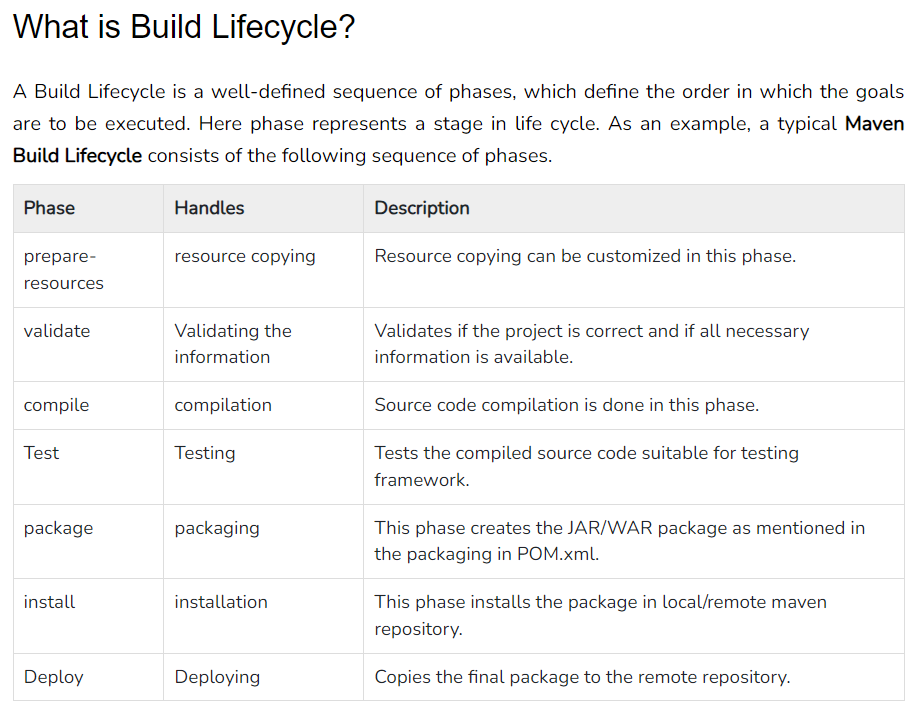 What is Build Lifecycle?
A Build Lifecycle is a well-defined sequence of phases, which define the order in which the goals
are to be executed. Here phase represents a stage in life cycle. As an example, a typical Maven
Build Lifecycle consists of the following sequence of phases.
Phase Handles Description
prepare- resource copying Resource copying can be customized in this phase.
resources
validate Validating the Validates if the project is correct and if all necessary
information information is available.
compile compilation Source code compilation is done in this phase.
Test Testing Tests the compiled source code suitable for testing
framework.
package packaging This phase creates the JAR/WAR package as mentioned in
the packaging in POM.xml.
install installation This phase installs the package in local/remote maven
repository.
Deploy Deploying Copies the final package to the remote repository.